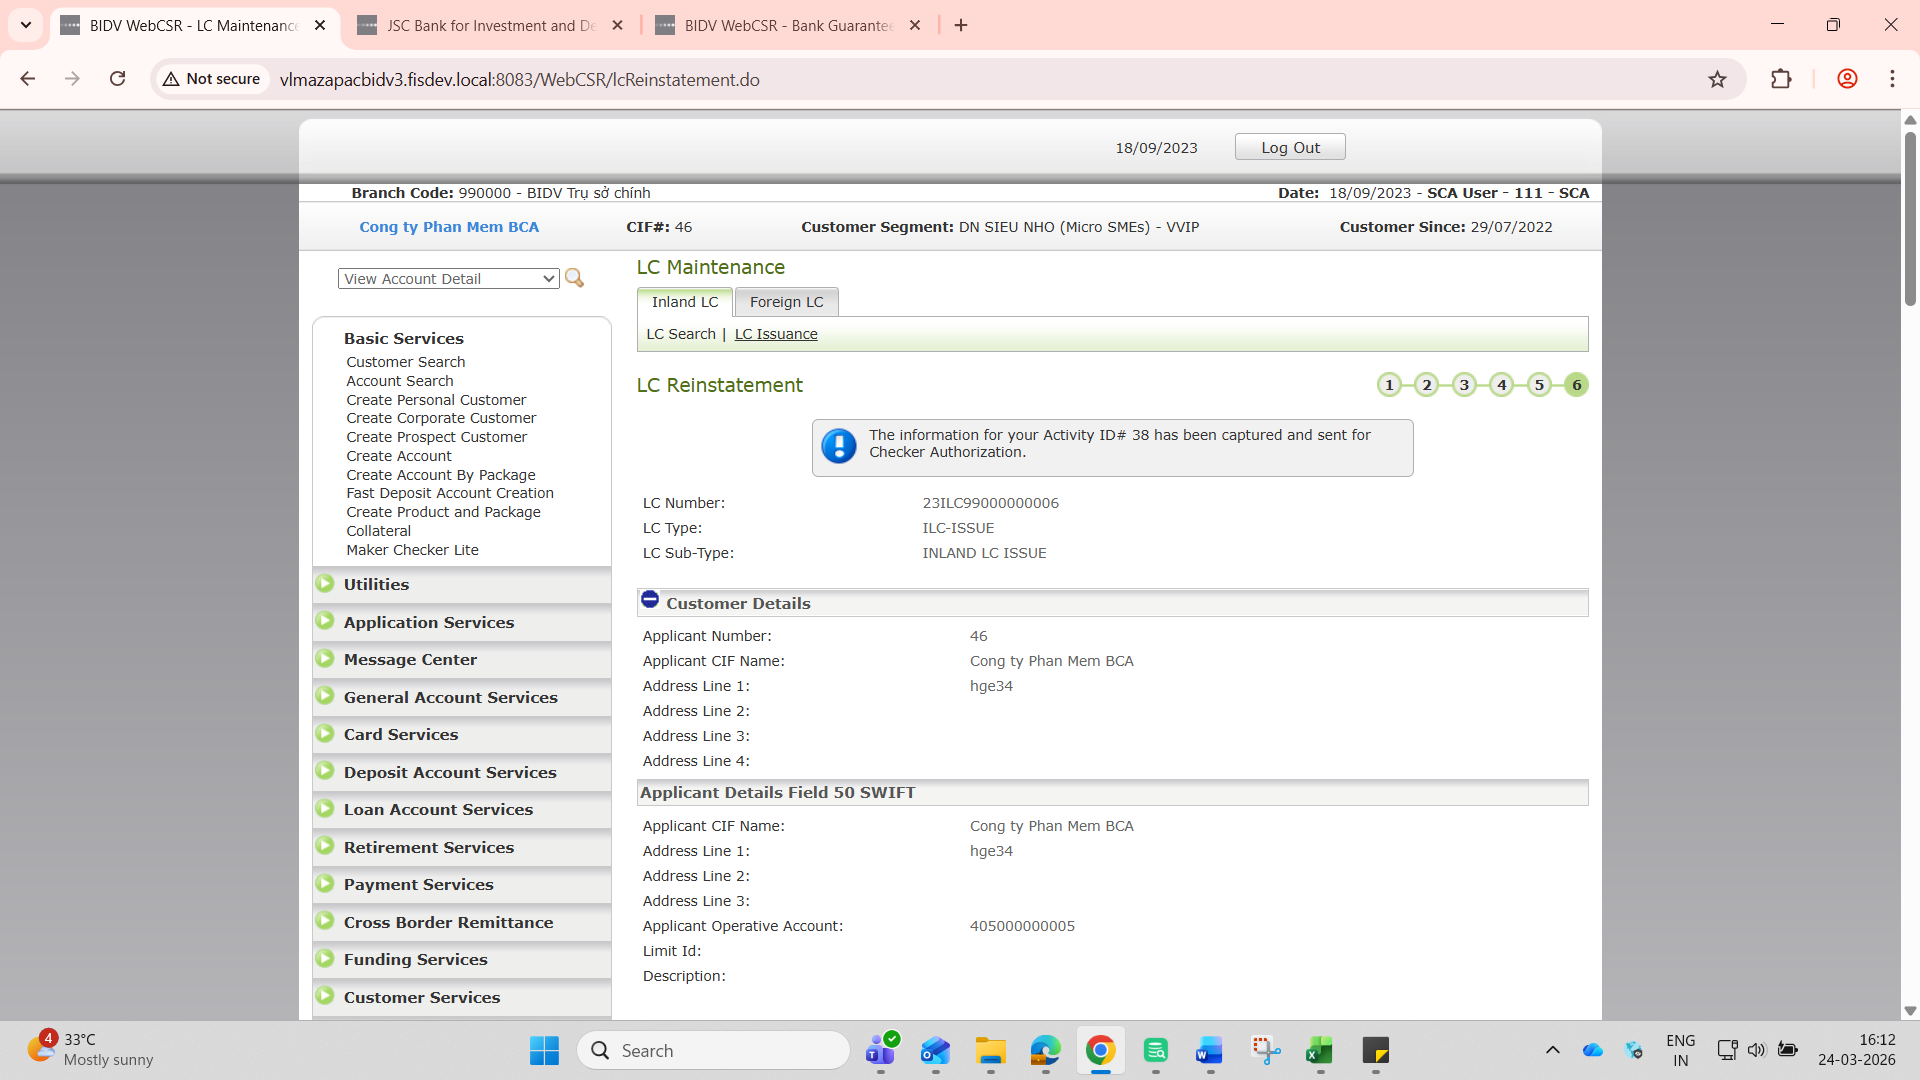 BIDV WebCSR - LC Maintenance
JSC Bank for Investment and De
BIDV WebCSR - Bank Guarantee
Not secure
vlmazapacbidv3.fisdev.local:8083/WebCSR/lcReinstatement.do
18/09/2023
Log Out
Branch Code: 990000 - BIDV Trụ sở chính
Date: 18/09/2023 - SCA User - 111 - SCA
Cong ty Phan Mem BCA
CIF#: 46
Customer Segment: DN SIEU NHO (Micro SMEs) - VVIP
Customer Since: 29/07/2022
View Account Detail
Basic Services
Customer Search
Account Search
Create Personal Customer
Create Corporate Customer
Create Prospect Customer
Create Account
Create Account By Package
Fast Deposit Account Creation
Create Product and Package
Collateral
Maker Checker Lite
Utilities
Application Services
Message Center
General Account Services
Card Services
Deposit Account Services
Loan Account Services
Retirement Services
Payment Services
Cross Border Remittance
Funding Services
Customer Services
LC Maintenance
Inland LC
Foreign LC
LC Search | LC Issuance
LC Reinstatement
1 2 3 4 5 6
The information for your Activity ID# 38 has been captured and sent for
Checker Authorization.
LC Number: 23ILC99000000006
LC Type: ILC-ISSUE
LC Sub-Type: INLAND LC ISSUE
Customer Details
Applicant Number: 46
Applicant CIF Name: Cong ty Phan Mem BCA
Address Line 1: hge34
Address Line 2:
Address Line 3:
Address Line 4:
Applicant Details Field 50 SWIFT
Applicant CIF Name: Cong ty Phan Mem BCA
Address Line 1: hge34
Address Line 2:
Address Line 3:
Applicant Operative Account: 405000000005
Limit Id:
Description:
4
33°C
Mostly sunny
Search
ENG
IN
16:12
24-03-2026